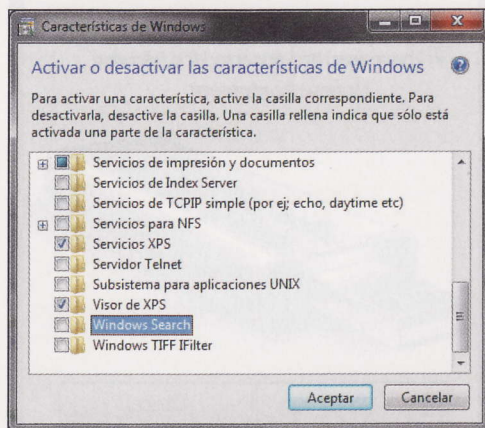 Características de Windows
Activar o desactivar las características de Windows
Para activar una característica, active la casilla correspondiente. Para
desactivarla, desactive la casilla. Una casilla rellena indica que sólo está
activada una parte de la característica.
Servicios de impresión y documentos
Servicios de Index Server
Servicios de TCPIP simple (por ej; echo, daytime etc)
Servicios para NFS
Servicios XPS
Servidor Telnet
Subsistema para aplicaciones UNIX
Visor de XPS
Windows Search
Windows TIFF IFilter
Aceptar
Cancelar